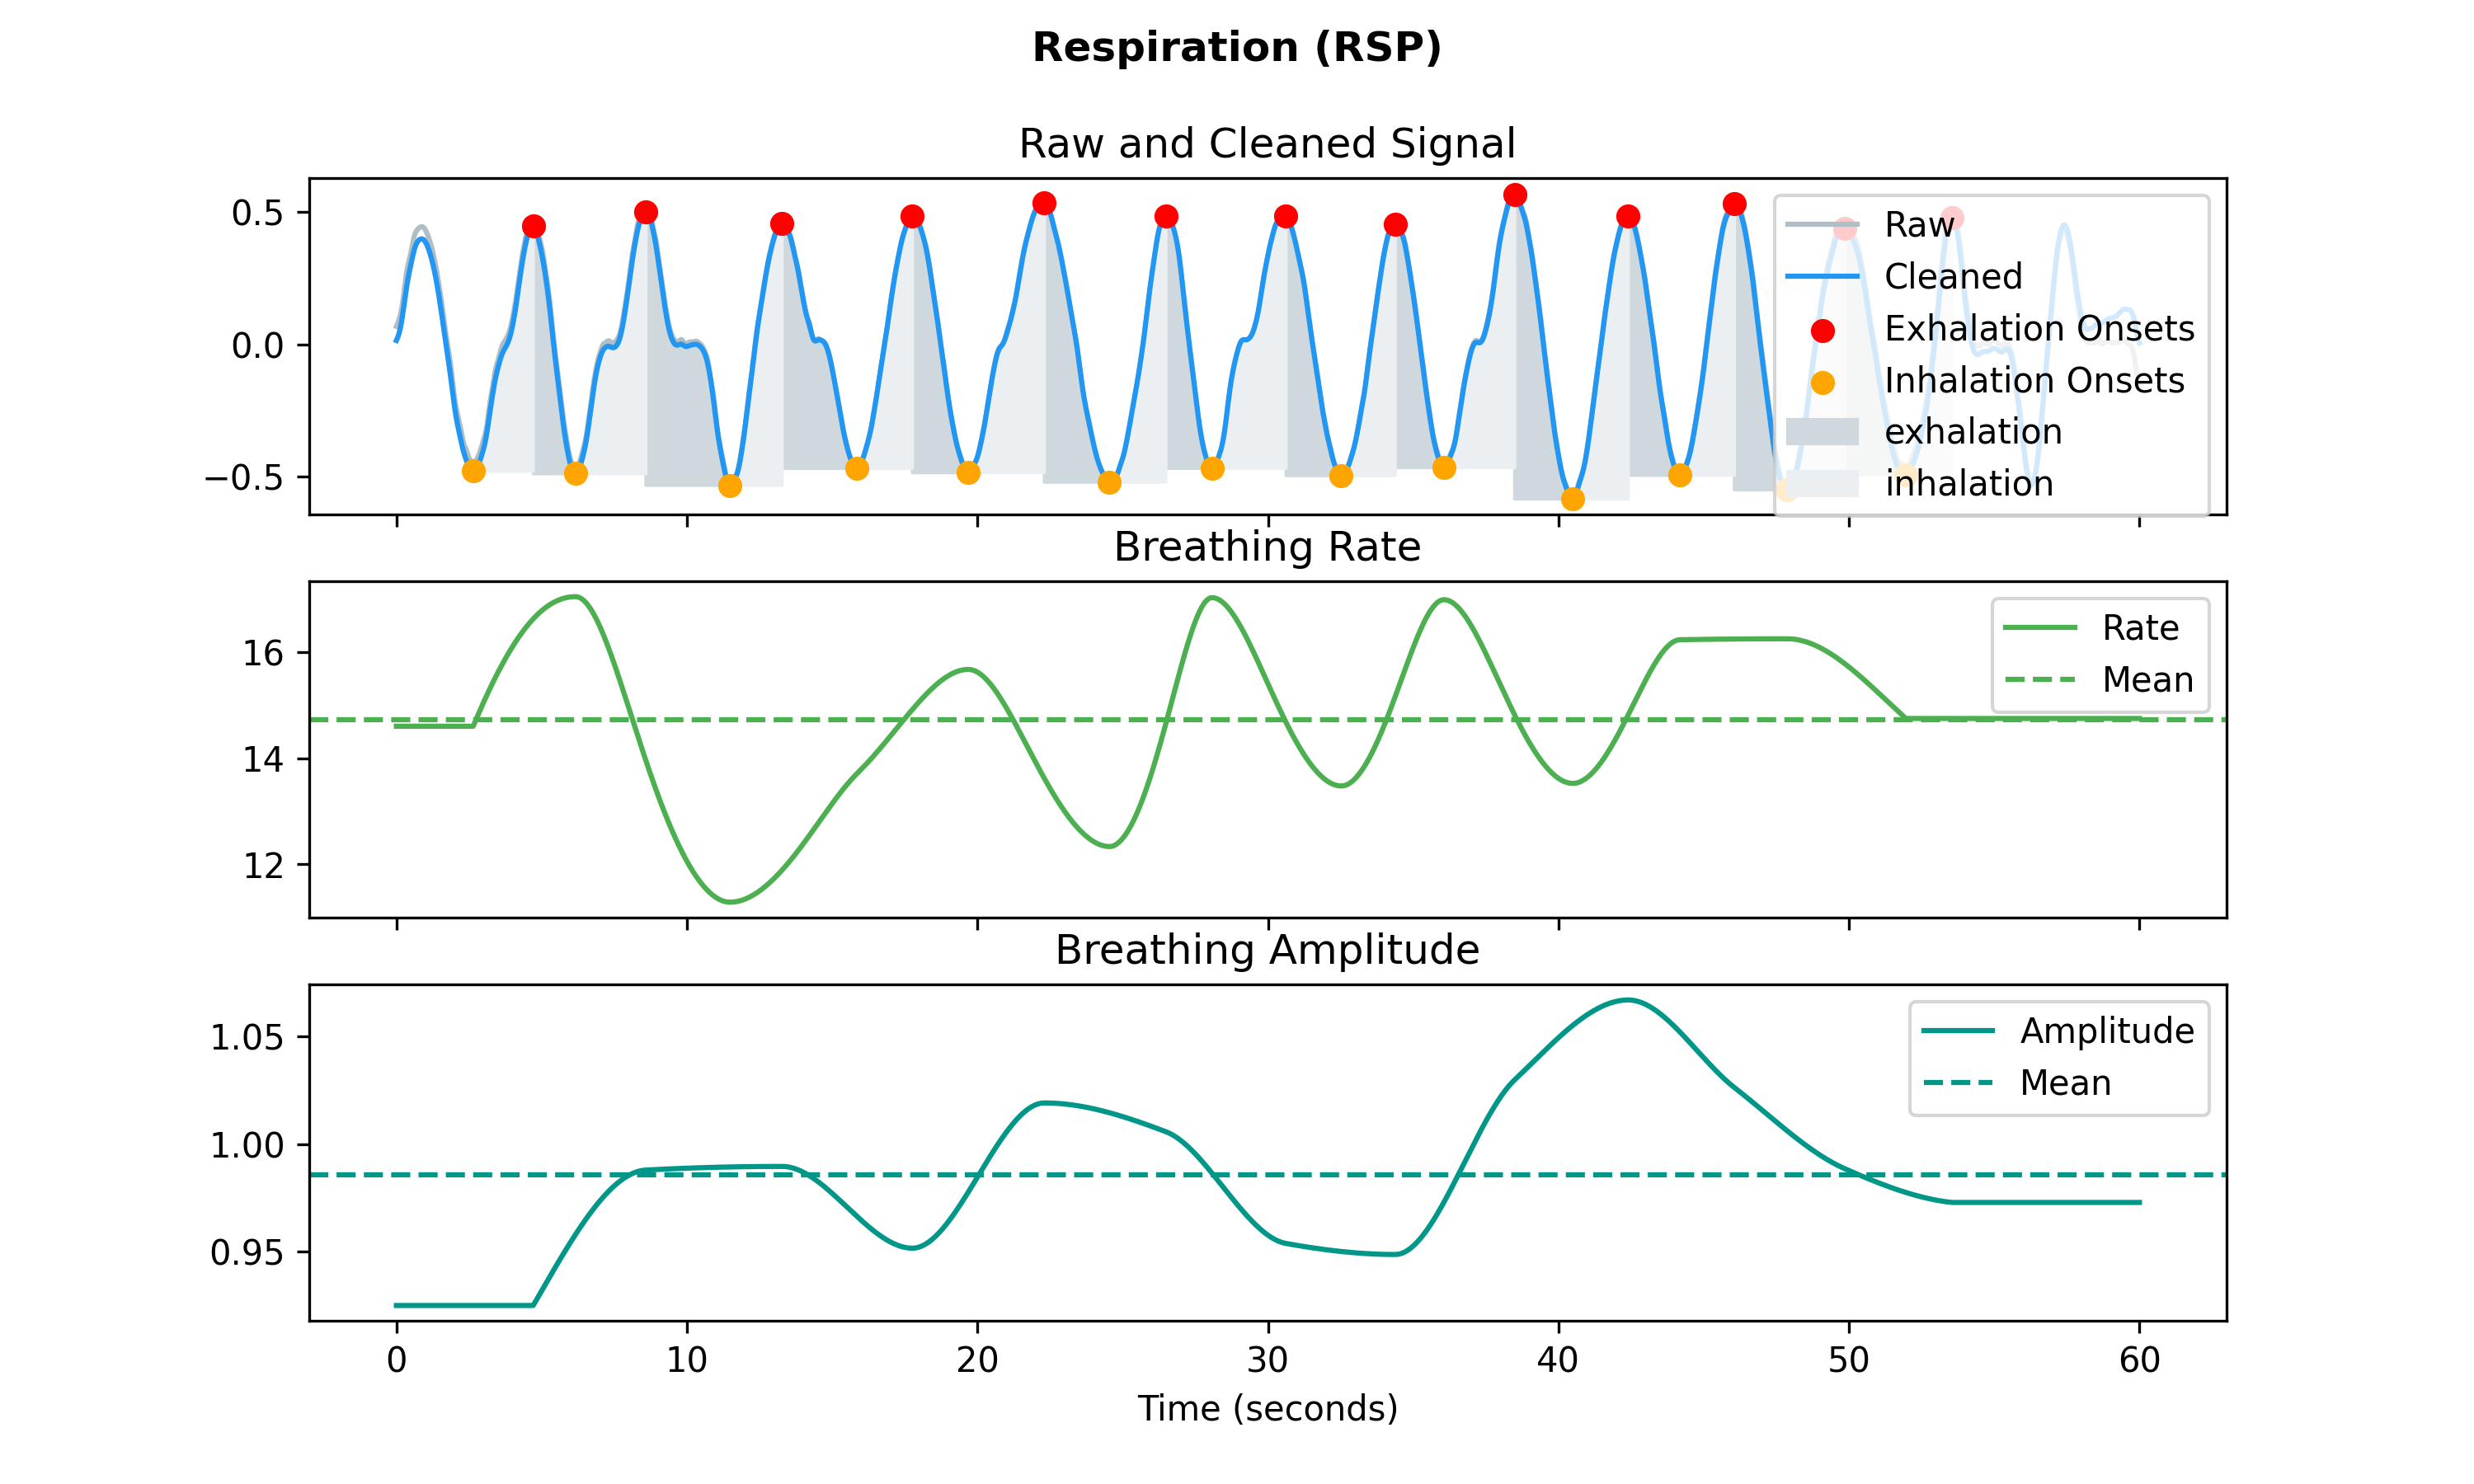 Respiration (RSP)
Raw and Cleaned Signal
0.5
0.0
−0.5
Raw
Cleaned
Exhalation Onsets
Inhalation Onsets
exhalation
inhalation
Breathing Rate
16
14
12
Rate
Mean
Breathing Amplitude
1.05
1.00
0.95
Amplitude
Mean
0 10 20 30 40 50 60
Time (seconds)